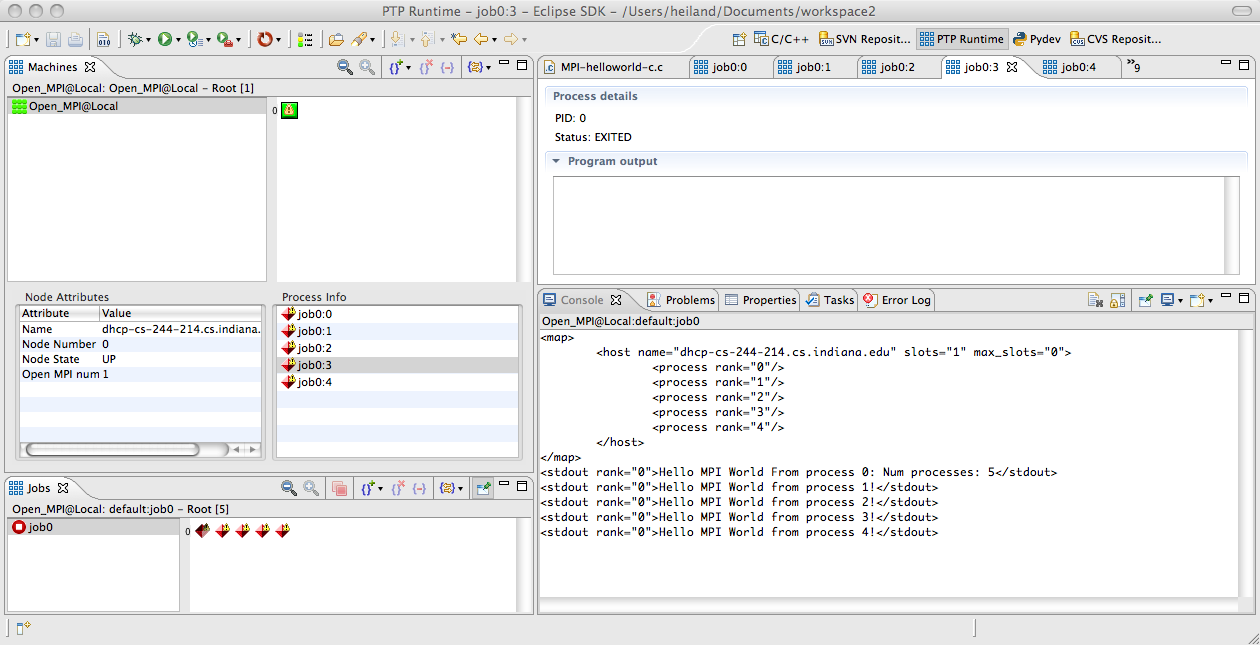 PTP Runtime – job0:3 – Eclipse SDK – /Users/heiland/Documents/workspace2
C/C++
SVN Reposit...
PTP Runtime
Pydev
CVS Reposit...
Machines
Open_MPI@Local: Open_MPI@Local - Root [1]
Open_MPI@Local
0
Node Attributes
Attribute Value
Name dhcp-cs-244-214.cs.indiana.
Node Number 0
Node State UP
Open MPI num 1
Process Info
job0:0
job0:1
job0:2
job0:3
job0:4
Jobs
Open_MPI@Local: default:job0 - Root [5]
job0
0
MPI-helloworld-c.c
job0:0
job0:1
job0:2
job0:3
job0:4
»9
Process details
PID: 0
Status: EXITED
Program output
Console
Problems
Properties
Tasks
Error Log
Open_MPI@Local:default:job0
<map>
<host name="dhcp-cs-244-214.cs.indiana.edu" slots="1" max_slots="0">
<process rank="0"/>
<process rank="1"/>
<process rank="2"/>
<process rank="3"/>
<process rank="4"/>
</host>
</map>
<stdout rank="0">Hello MPI World From process 0: Num processes: 5</stdout>
<stdout rank="0">Hello MPI World from process 1!</stdout>
<stdout rank="0">Hello MPI World from process 2!</stdout>
<stdout rank="0">Hello MPI World from process 3!</stdout>
<stdout rank="0">Hello MPI World from process 4!</stdout>